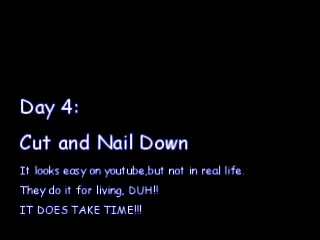 Day 4:
Cut and Nail Down
It looks easy on youtube,but not in real life.
They do it for living, DUH!!
IT DOES TAKE TIME!!!